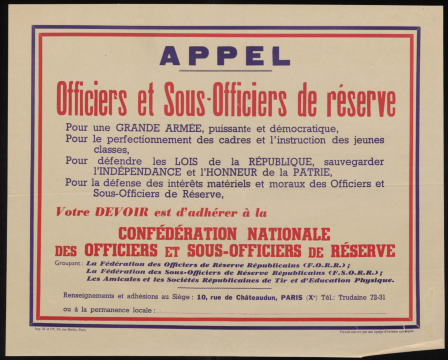 APPEL
Officiers et Sous-Officiers de réserve
Pour une GRANDE ARMÉE, puissante et démocratique,
Pour le perfectionnement des cadres et l'instruction des jeunes
classes,
Pour défendre les LOIS de la RÉPUBLIQUE, sauvegarder
l'INDÉPENDANCE et l'HONNEUR de la PATRIE,
Pour la défense des intérêts matériels et moraux des Officiers et
Sous-Officiers de Réserve,
Votre DEVOIR est d'adhérer à la
CONFÉDÉRATION NATIONALE
DES OFFICIERS ET SOUS-OFFICIERS DE RÉSERVE
Groupant : La Fédération des Officiers de Réserve Républicains (F.O.R.R.) ;
La Fédération des Sous-Officiers de Réserve Républicains (F.S.O.R.R.) ;
Les Amicales et les Sociétés Républicaines de Tir et d'Education Physique.
Renseignements et adhésions au Siège : 10, rue de Châteaudun, PARIS (Xe) Tél. : Trudaine 72-31
ou à la permanente locale :